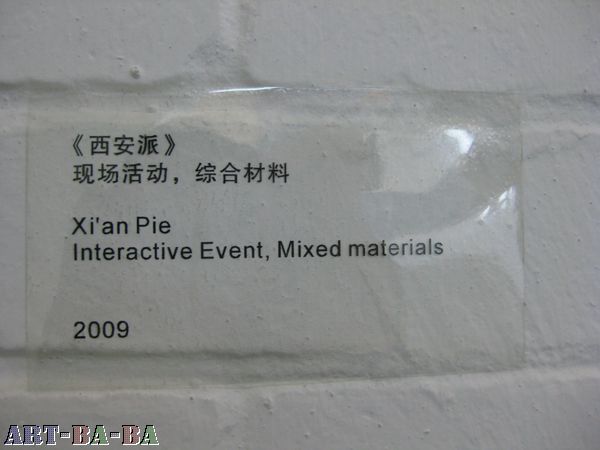 《西安派》
现场活动，综合材料
Xi'an Pie
Interactive Event, Mixed materials
2009
ART-BA-BA